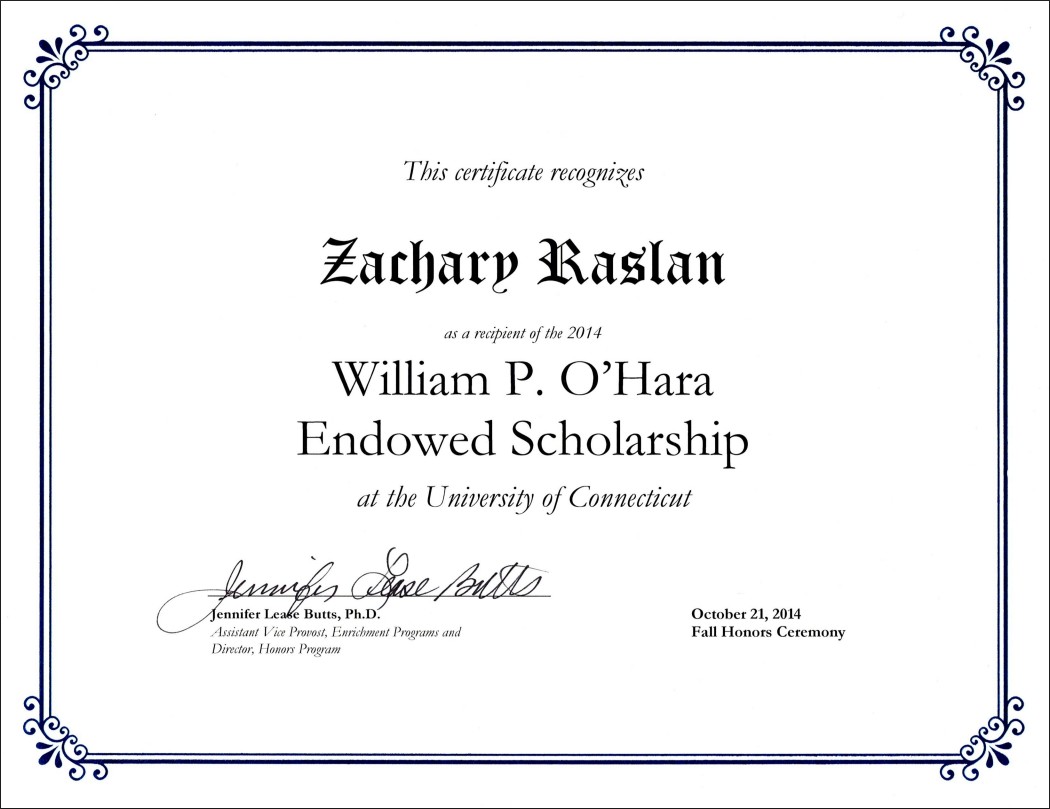 This certificate recognizes
Zachary Raslan
as a recipient of the 2014
William P. O’Hara
Endowed Scholarship
at the University of Connecticut
Jennifer Lease Butts
Jennifer Lease Butts, Ph.D.
Assistant Vice Provost, Enrichment Programs and
Director, Honors Program
October 21, 2014
Fall Honors Ceremony